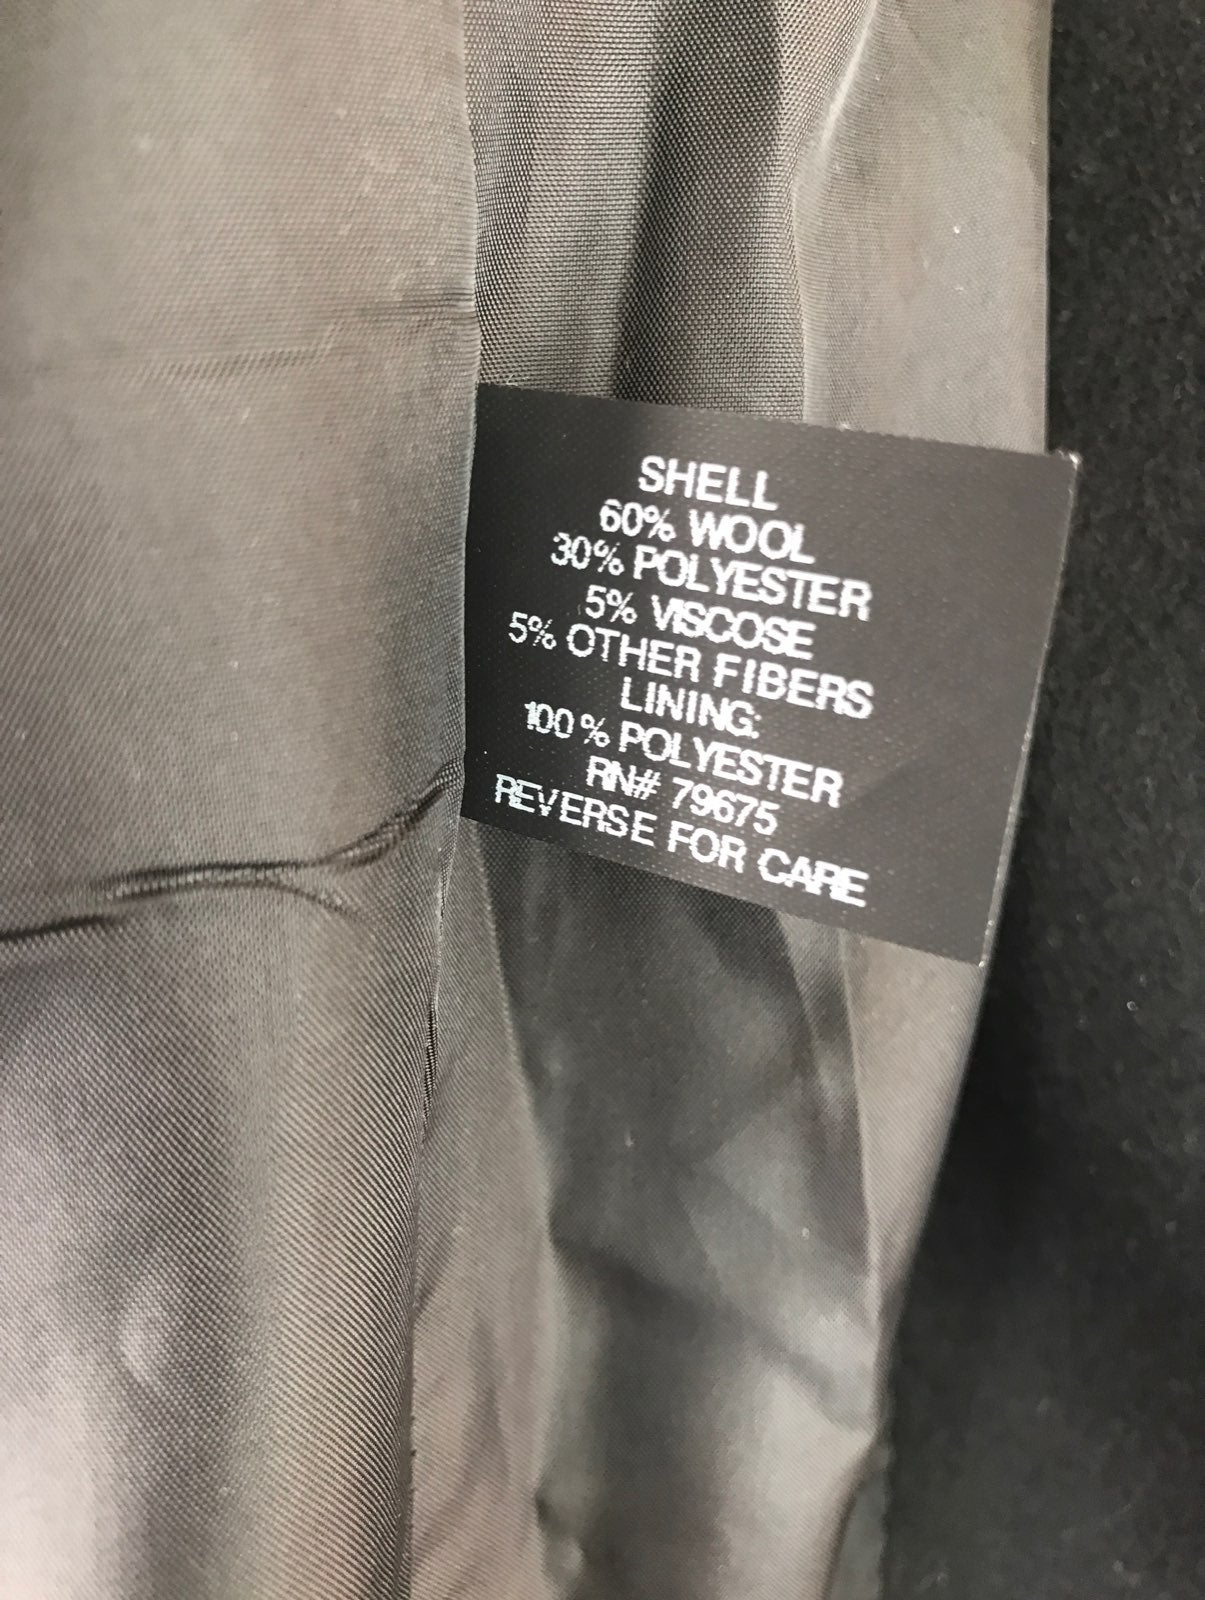 SHELL
60% WOOL
30% POLYESTER
5% VISCOSE
5% OTHER FIBERS
LINING:
100% POLYESTER
RN# 79675
REVERSE FOR CARE